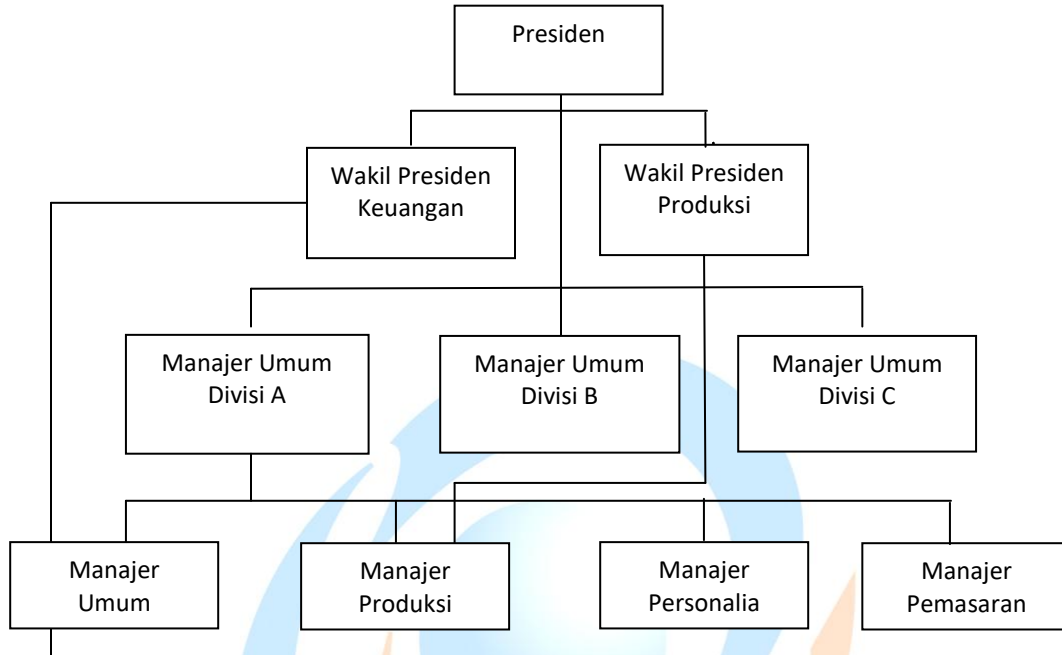 Presiden
Wakil Presiden
Keuangan
Wakil Presiden
Produksi
Manajer Umum
Divisi A
Manajer Umum
Divisi B
Manajer Umum
Divisi C
Manajer
Umum
Manajer
Produksi
Manajer
Personalia
Manajer
Pemasaran